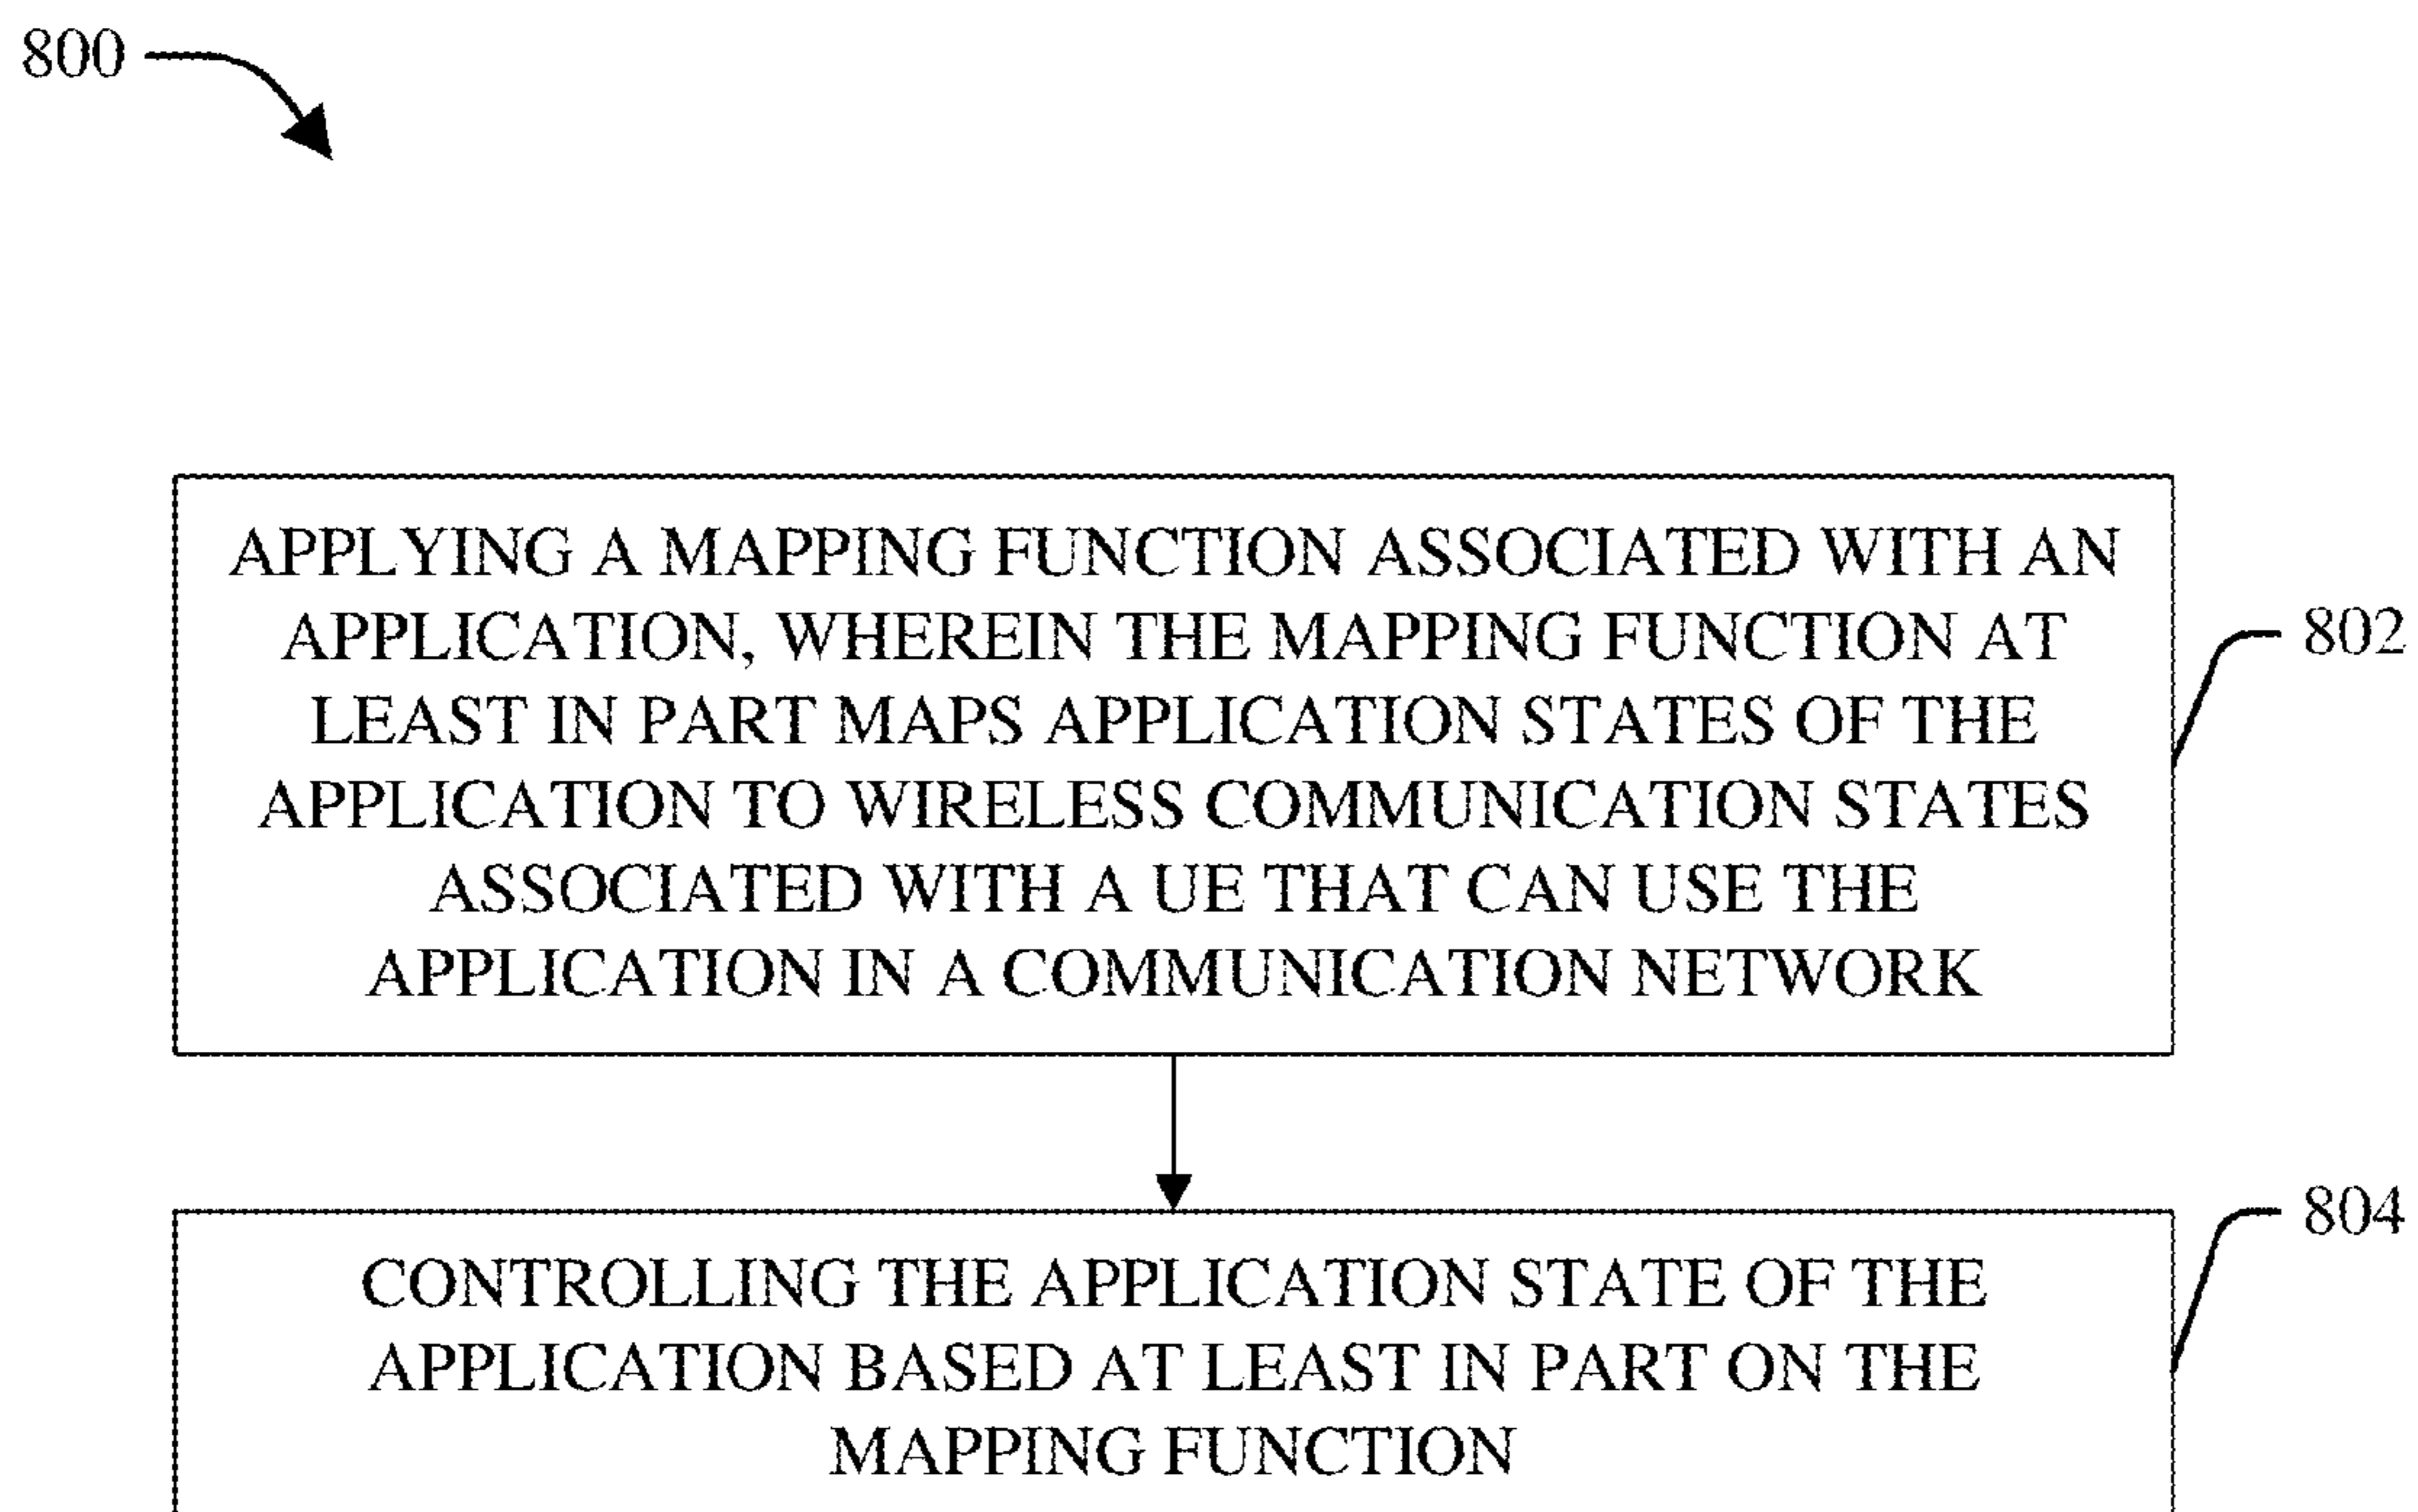 800
APPLYING A MAPPING FUNCTION ASSOCIATED WITH AN
APPLICATION, WHEREIN THE MAPPING FUNCTION AT
LEAST IN PART MAPS APPLICATION STATES OF THE
APPLICATION TO WIRELESS COMMUNICATION STATES
ASSOCIATED WITH A UE THAT CAN USE THE
APPLICATION IN A COMMUNICATION NETWORK
802
CONTROLLING THE APPLICATION STATE OF THE
APPLICATION BASED AT LEAST IN PART ON THE
MAPPING FUNCTION
804